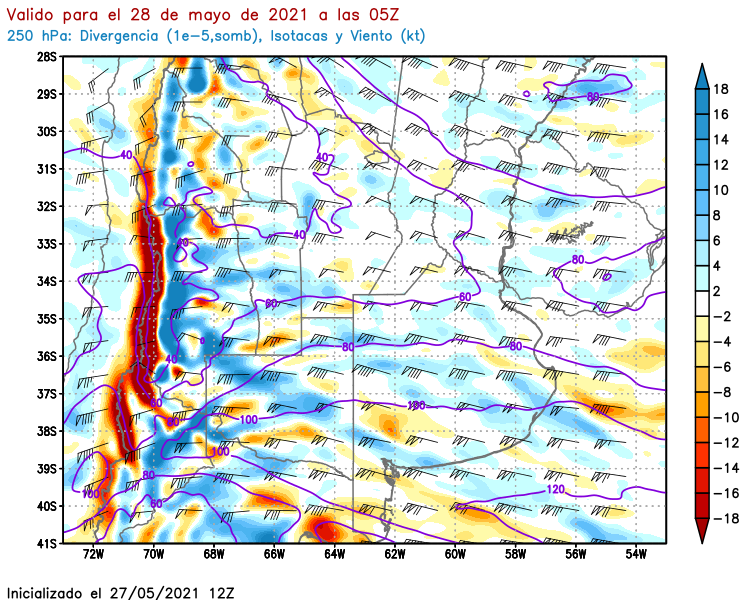 Valido para el 28 de mayo de 2021 a las 05Z
250 hPa: Divergencia (1e-5,somb), Isotacas y Viento (kt)
28S
29S
30S
31S
32S
33S
34S
35S
36S
37S
38S
39S
40S
41S
72W 70W 68W 66W 64W 62W 60W 58W 56W 54W
80
40
40
40
40
80
60
60
80
80
40
100
100
100
80
120
100
60
18
16
14
12
10
8
6
4
2
-2
-4
-6
-8
-10
-12
-14
-16
-18
Inicializado el 27/05/2021 12Z